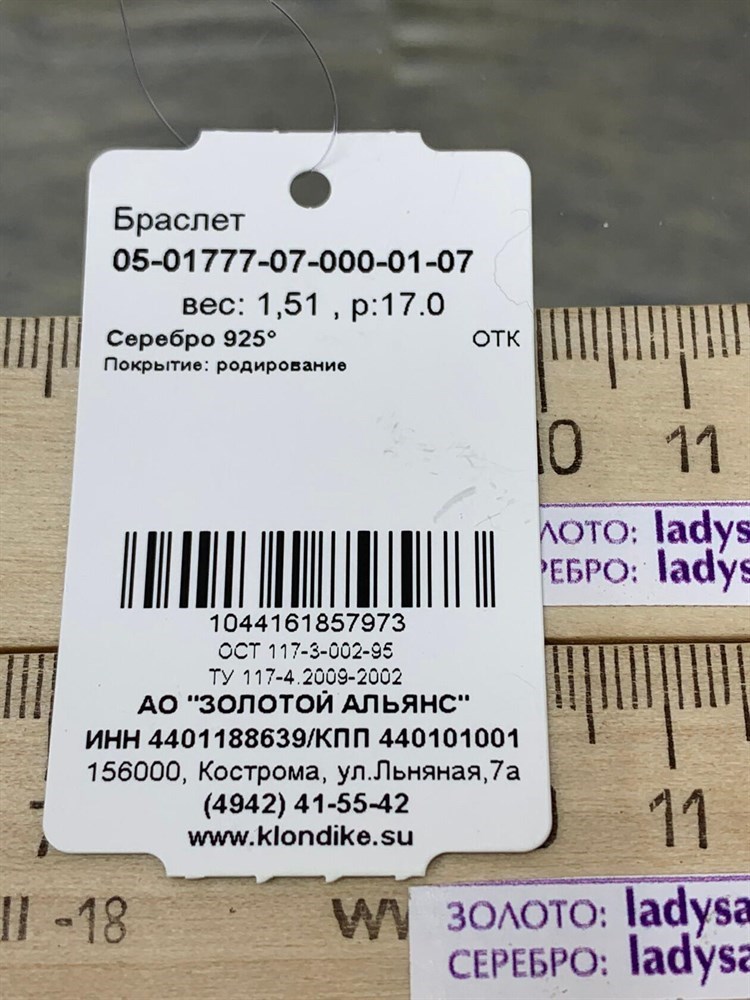 Браслет
05-01777-07-000-01-07
вес: 1,51 , р:17.0
Серебро 925° ОТК
Покрытие: родирование
0 11
ЛОТО: ladys
РЕБРО: ladys
1044161857973
ОСТ 117-3-002-95
ТУ 117-4.2009-2002
АО "ЗОЛОТОЙ АЛЬЯНС"
ИНН 4401188639/КПП 440101001
156000, Кострома, ул.Льняная,7а
(4942) 41-55-42
www.klondike.su
11
II -18
ЗОЛОТО: ladysa
СЕРЕБРО: ladysa